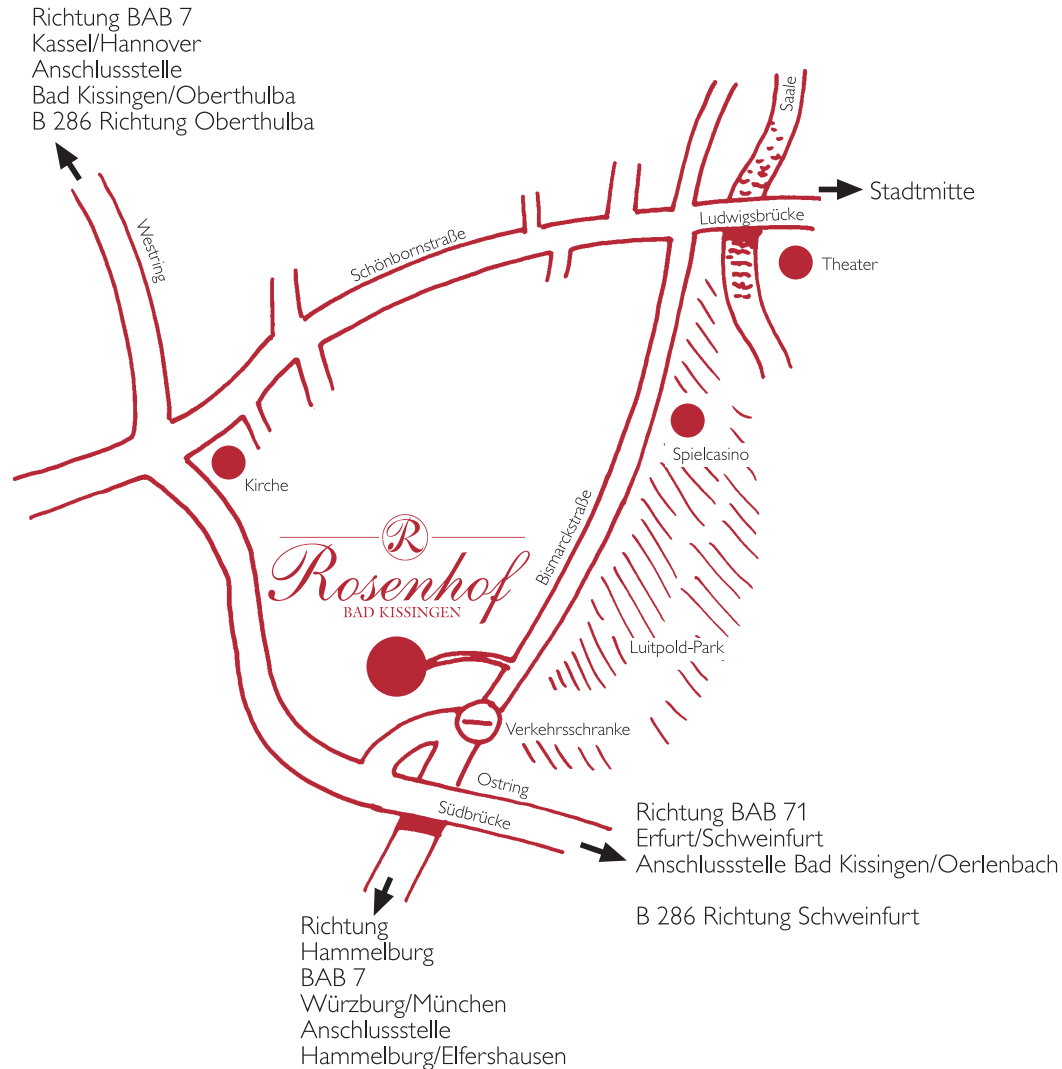 Richtung BAB 7
Kassel/Hannover
Anschlussstelle
Bad Kissingen/Oberthulba
B 286 Richtung Oberthulba
Saale
Stadtmitte
Ludwigsbrücke
Westring
Schönbornstraße
Theater
Spielcasino
Kirche
Bismarckstraße
R
Rosenhof
BAD KISSINGEN
Luitpold-Park
Verkehrsschranke
Ostring
Südbrücke
Richtung BAB 71
Erfurt/Schweinfurt
Anschlussstelle Bad Kissingen/Oerlenbach
B 286 Richtung Schweinfurt
Richtung
Hammelburg
BAB 7
Würzburg/München
Anschlussstelle
Hammelburg/Elfershausen